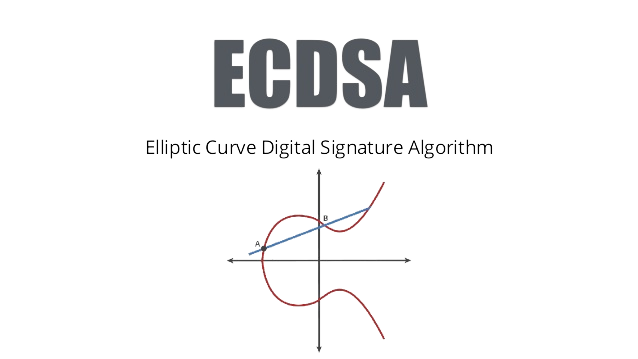 ECDSA
Elliptic Curve Digital Signature Algorithm
B
A